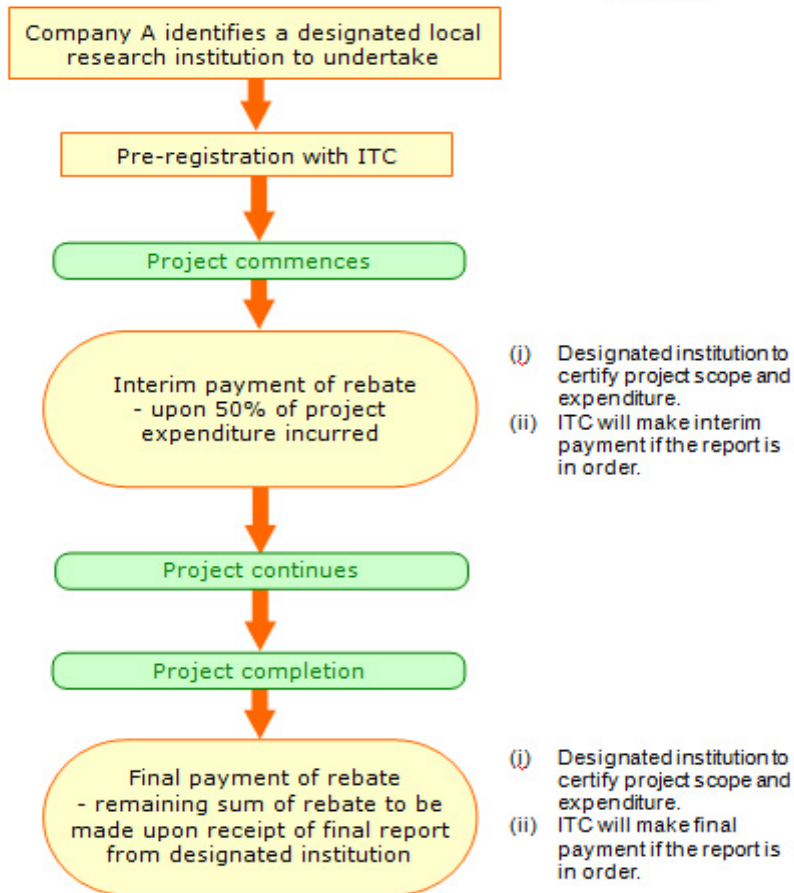 Company A identifies a designated local
research institution to undertake
Pre-registration with ITC
Project commences
Interim payment of rebate
- upon 50% of project
expenditure incurred
(i) Designated institution to
certify project scope and
expenditure.
(ii) ITC will make interim
payment if the report is
in order.
Project continues
Project completion
Final payment of rebate
- remaining sum of rebate to be
made upon receipt of final report
from designated institution
(i) Designated institution to
certify project scope and
expenditure.
(ii) ITC will make final
payment if the report is
in order.